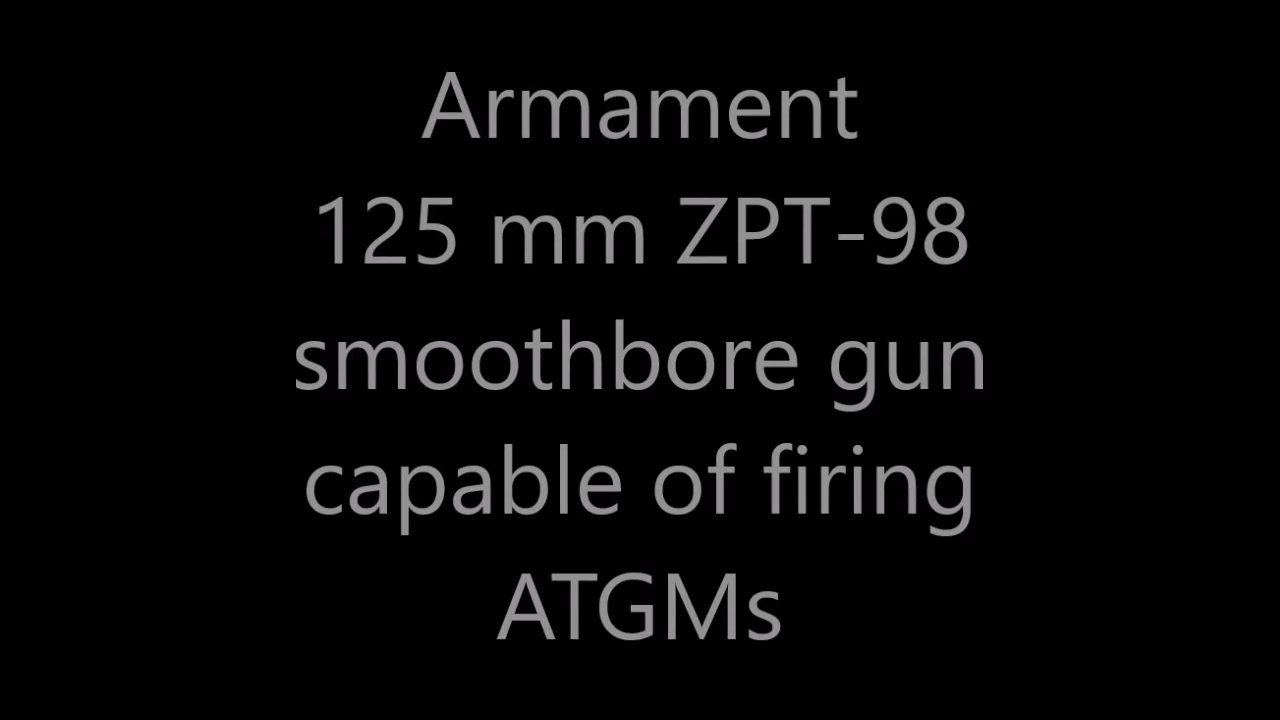 Armament
125 mm ZPT-98
smoothbore gun
capable of firing
ATGMs